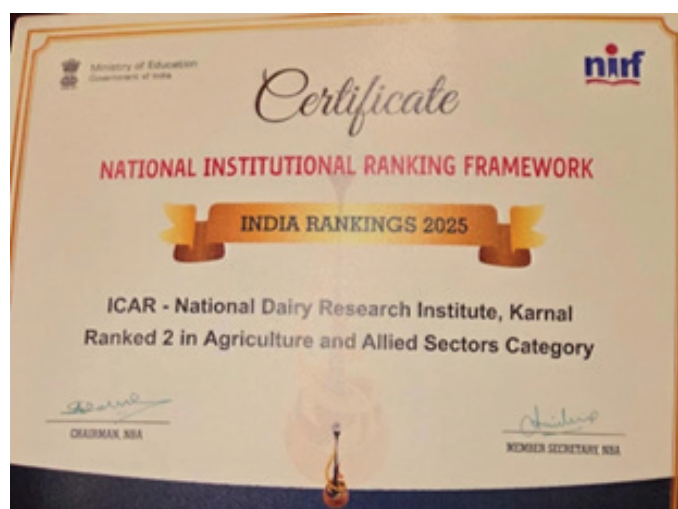 Ministry of Education
Government of India
nirf
Certificate
NATIONAL INSTITUTIONAL RANKING FRAMEWORK
INDIA RANKINGS 2025
ICAR - National Dairy Research Institute, Karnal
Ranked 2 in Agriculture and Allied Sectors Category
CHAIRMAN, NBA
MEMBER SECRETARY, NBA